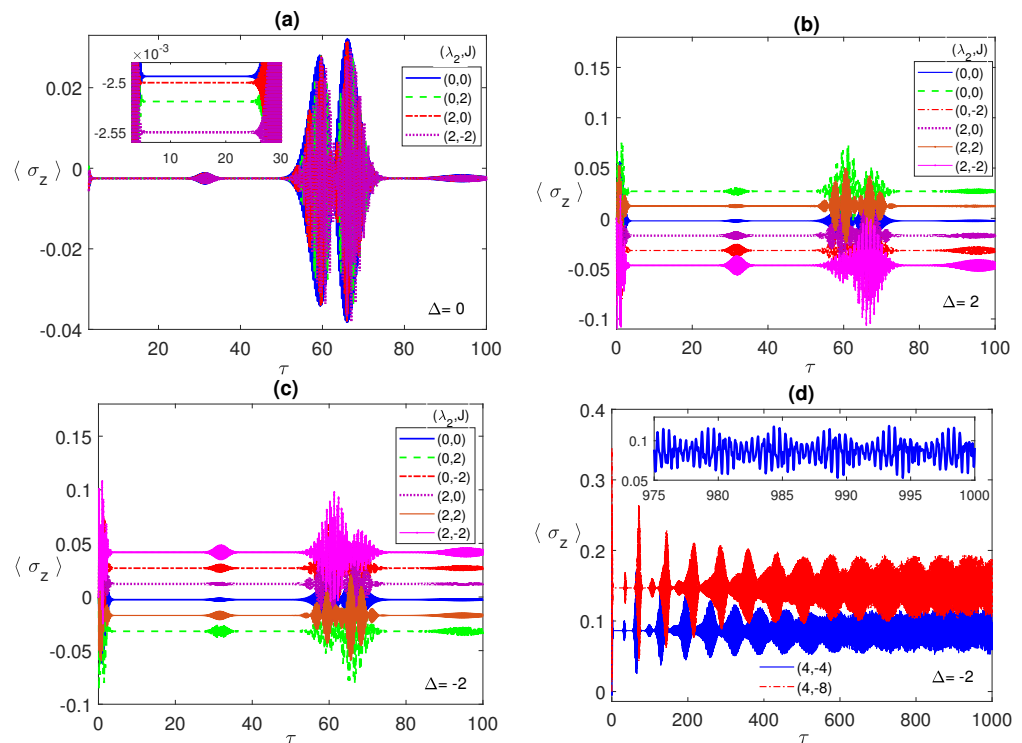 (a)
×10⁻³
-2.5
-2.55
10 20 30
(λ₂,J)
(0,0)
(0,2)
(2,0)
(2,-2)
0.02
0
-0.02
-0.04
⟨ σ_z ⟩
Δ= 0
20 40 60 80 100
τ
(b)
(λ₂,J)
(0,0)
(0,0)
(0,-2)
(2,0)
(2,2)
(2,-2)
0.15
0.1
0.05
0
-0.05
-0.1
⟨ σ_z ⟩
Δ= 2
0 20 40 60 80 100
τ
(c)
(λ₂,J)
(0,0)
(0,2)
(0,-2)
(2,0)
(2,2)
(2,-2)
0.15
0.1
0.05
0
-0.05
-0.1
⟨ σ_z ⟩
Δ= -2
0 20 40 60 80 100
τ
(d)
0.1
0.05
975 980 985 990 995 1000
0.4
0.3
0.2
0.1
0
⟨ σ_z ⟩
(4,-4)
(4,-8)
Δ= -2
0 200 400 600 800 1000
τ